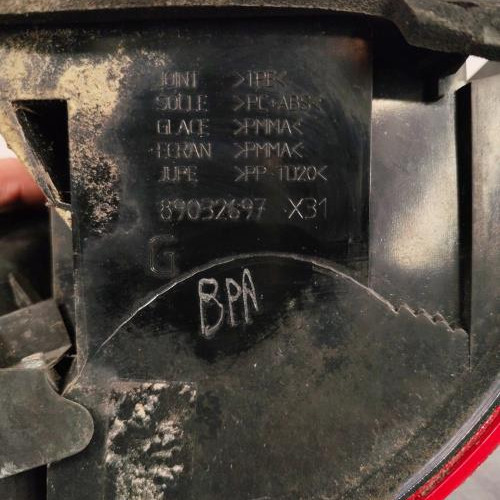 JOINT >TPE<
SOLLE >PC+ABS<
GLACE >PMMA<
ECRAN >PMMA<
JUPE >PP TD20<
89032697 X31
G
BPA